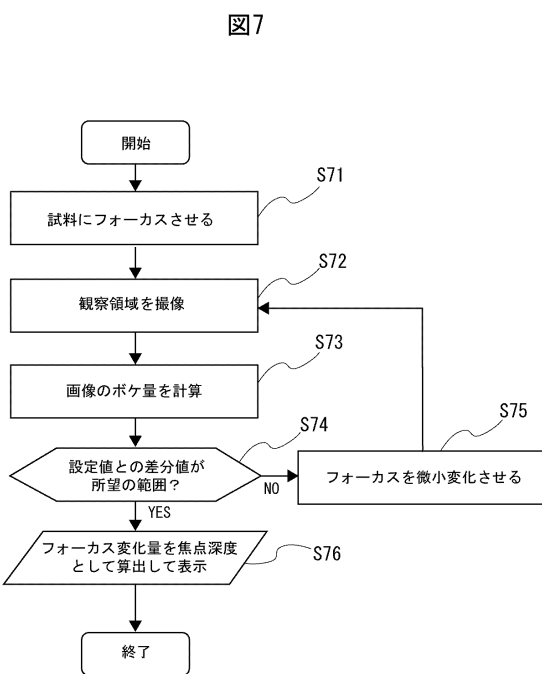 図7
開始
S71
試料にフォーカスさせる
S72
観察領域を撮像
S73
画像のボケ量を計算
S74
設定値との差分値が
所望の範囲?
NO
S75
フォーカスを微小変化させる
YES
フォーカス変化量を焦点深度
として算出して表示
S76
終了